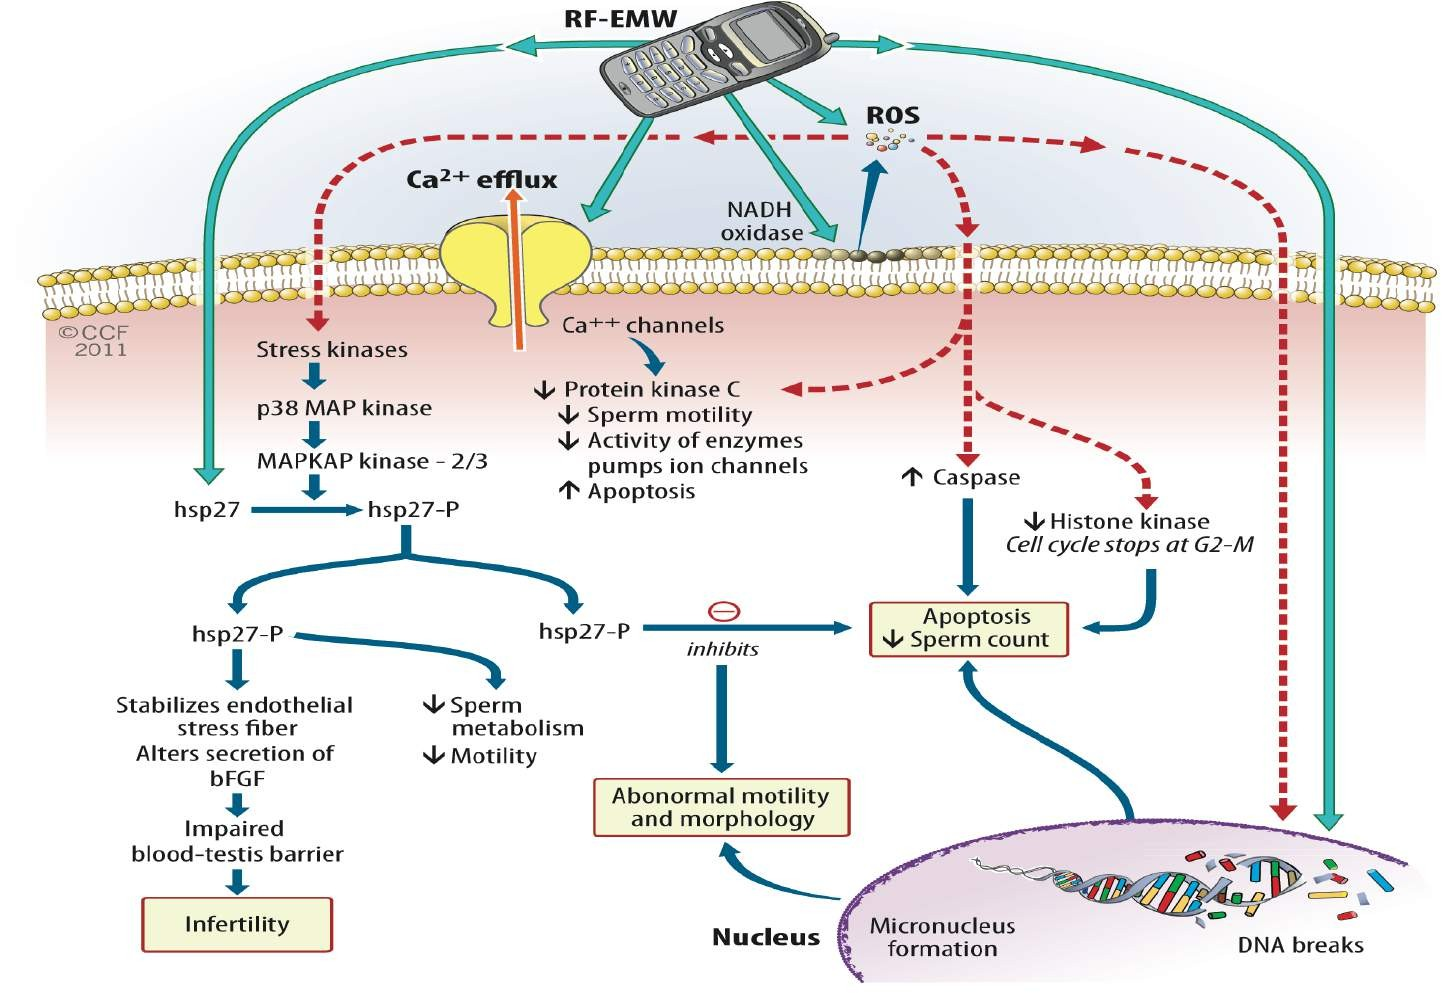 RF-EMW
ROS
Ca2+ efflux
NADH
oxidase
©CCF
2011
Ca++ channels
Stress kinases
p38 MAP kinase
MAPKAP kinase - 2/3
hsp27
hsp27-P
↓ Protein kinase C
↓ Sperm motility
↓ Activity of enzymes
pumps ion channels
↑ Apoptosis
↑ Caspase
↓ Histone kinase
Cell cycle stops at G2-M
hsp27-P
hsp27-P
inhibits
Apoptosis
↓ Sperm count
Stabilizes endothelial
stress fiber
Alters secretion of
bFGF
↓ Sperm
metabolism
↓ Motility
Impaired
blood-testis barrier
Infertility
Abonormal motility
and morphology
Nucleus
Micronucleus
formation
DNA breaks